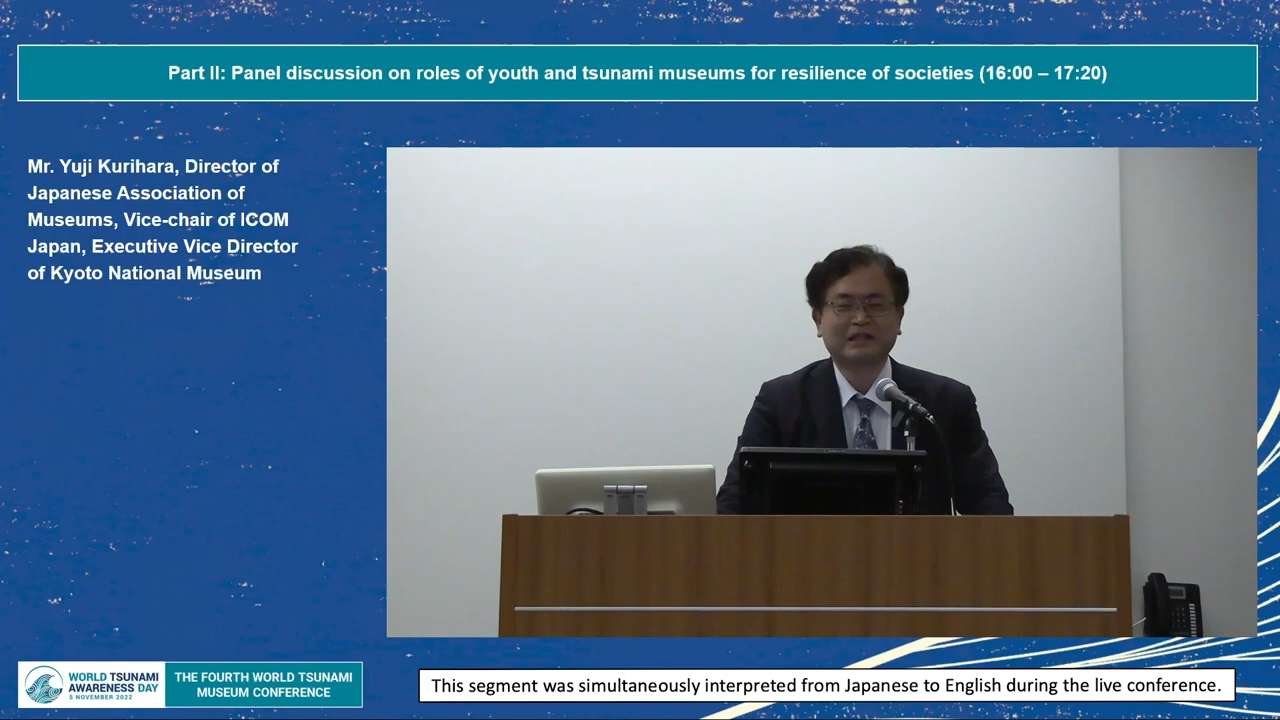 Part II: Panel discussion on roles of youth and tsunami museums for resilience of societies (16:00 – 17:20)
Mr. Yuji Kurihara, Director of
Japanese Association of
Museums, Vice-chair of ICOM
Japan, Executive Vice Director
of Kyoto National Museum
WORLD TSUNAMI
AWARENESS DAY
5 NOVEMBER 2022
THE FOURTH WORLD TSUNAMI
MUSEUM CONFERENCE
This segment was simultaneously interpreted from Japanese to English during the live conference.